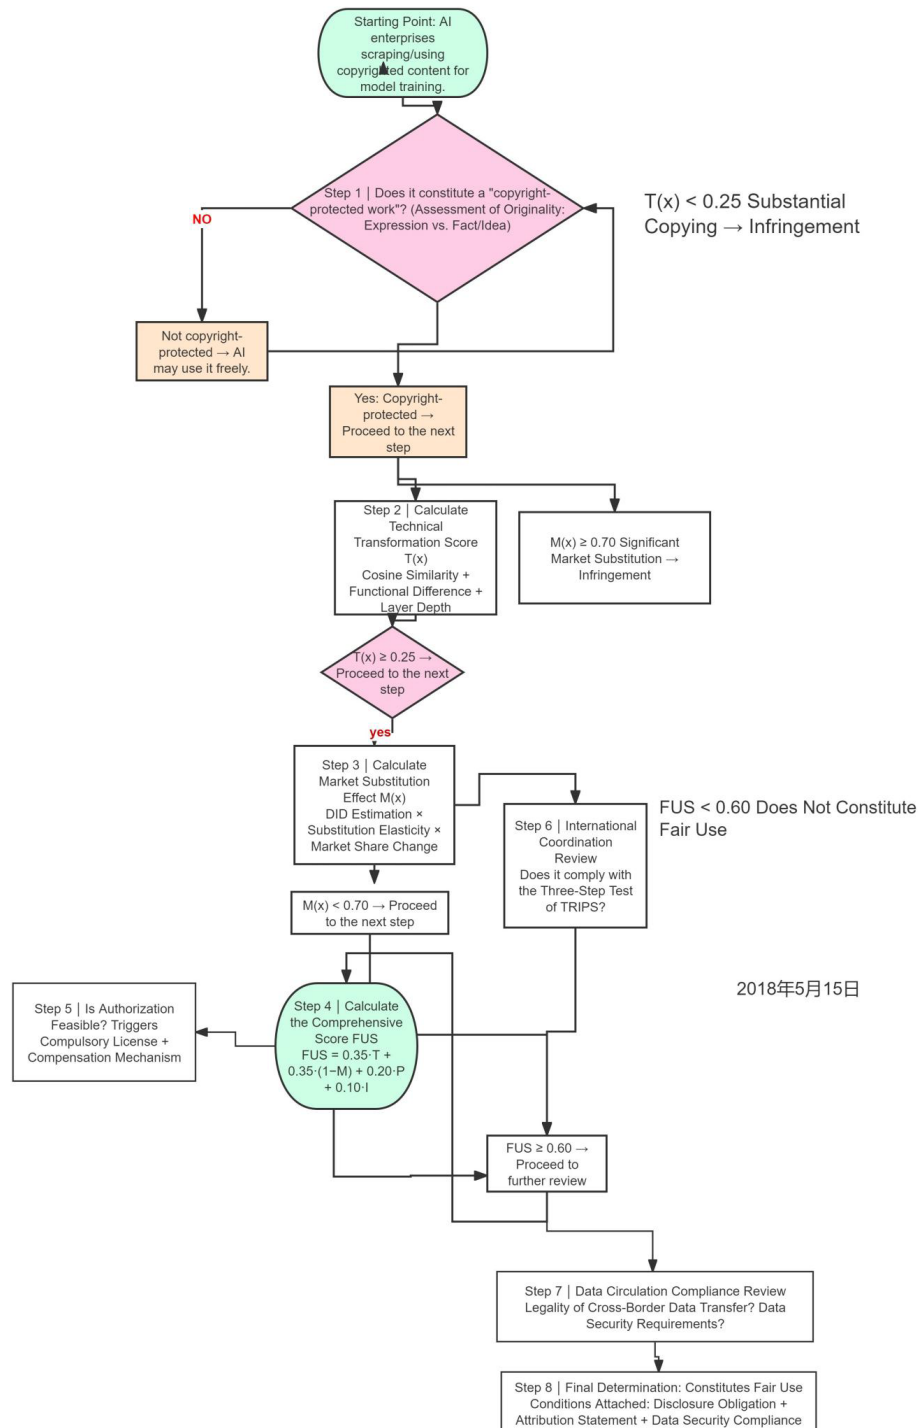 Starting Point: AI
enterprises
scraping/using
copyrighted content for
model training.
Step 1 | Does it constitute a "copyright-
protected work"? (Assessment of Originality:
Expression vs. Fact/Idea)
T(x) < 0.25 Substantial
Copying → Infringement
NO
Not copyright-
protected → AI
may use it freely.
Yes: Copyright-
protected →
Proceed to the next
step
Step 2 | Calculate
Technical
Transformation Score
T(x)
Cosine Similarity +
Functional Difference +
Layer Depth
M(x) ≥ 0.70 Significant
Market Substitution →
Infringement
T(x) ≥ 0.25 →
Proceed to the next
step
yes
Step 3 | Calculate
Market Substitution
Effect M(x)
DID Estimation ×
Substitution Elasticity ×
Market Share Change
Step 6 | International
Coordination
Review
Does it comply with
the Three-Step Test
of TRIPS?
FUS < 0.60 Does Not Constitute
Fair Use
M(x) < 0.70 → Proceed
to the next step
2018年5月15日
Step 5 | Is Authorization
Feasible? Triggers
Compulsory License +
Compensation Mechanism
Step 4 | Calculate
the Comprehensive
Score FUS
FUS = 0.35·T +
0.35·(1−M) + 0.20·P
+ 0.10·I
FUS ≥ 0.60 →
Proceed to
further review
Step 7 | Data Circulation Compliance Review
Legality of Cross-Border Data Transfer? Data
Security Requirements?
Step 8 | Final Determination: Constitutes Fair Use
Conditions Attached: Disclosure Obligation +
Attribution Statement + Data Security Compliance